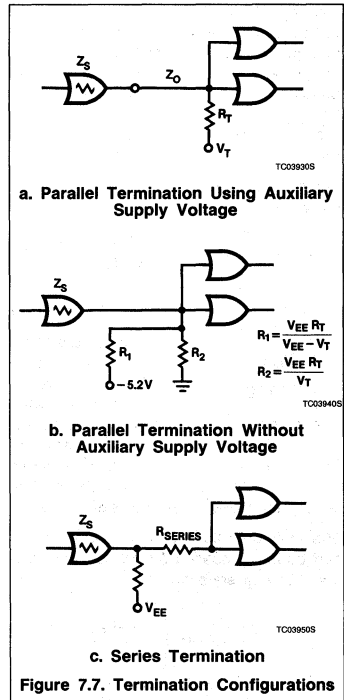 Z_S
Z_O
R_T
V_T
TC03930S
a. Parallel Termination Using Auxiliary
Supply Voltage
Z_S
R_1
R_2
−5.2V
R_1 = V_EE R_T / V_EE − V_T
R_2 = V_EE R_T / V_T
TC03940S
b. Parallel Termination Without
Auxiliary Supply Voltage
Z_S
R_SERIES
V_EE
TC03950S
c. Series Termination
Figure 7.7. Termination Configurations